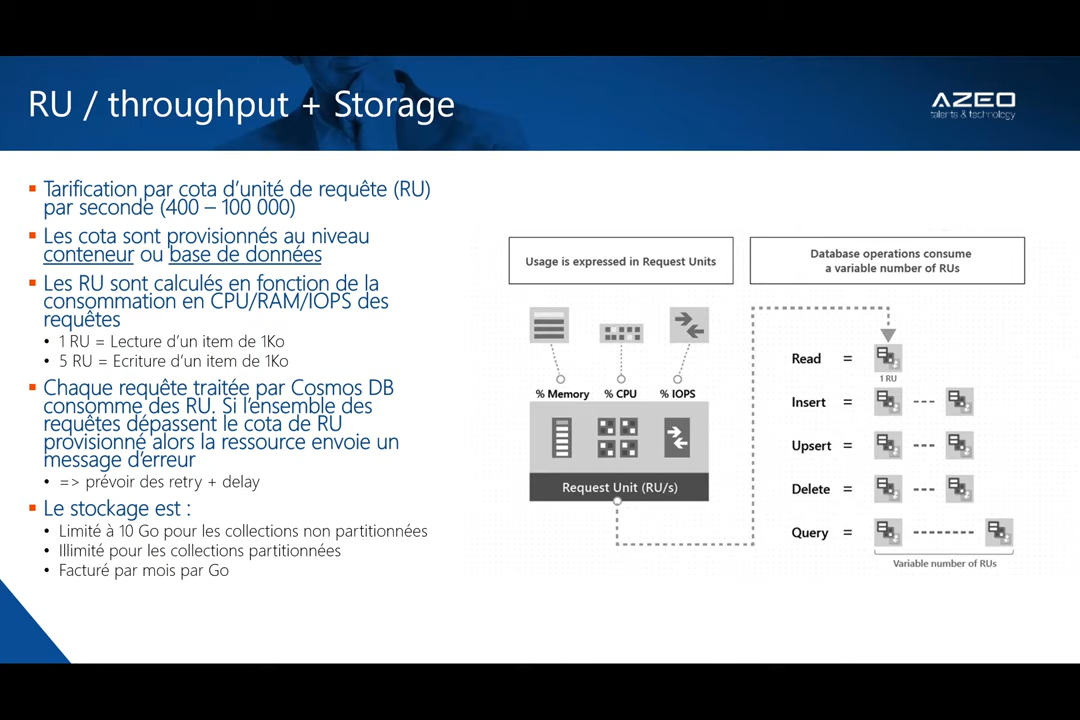 RU / throughput + Storage
AZEO
talents & technology
Tarification par cota d'unité de requête (RU)
par seconde (400 – 100 000)
Les cota sont provisionnés au niveau
conteneur ou base de données
Les RU sont calculés en fonction de la
consommation en CPU/RAM/IOPS des
requêtes
1 RU = Lecture d'un item de 1Ko
5 RU = Ecriture d'un item de 1Ko
Chaque requête traitée par Cosmos DB
consomme des RU. Si l'ensemble des
requêtes dépassent le cota de RU
provisionné alors la ressource envoie un
message d'erreur
=> prévoir des retry + delay
Le stockage est :
Limité à 10 Go pour les collections non partitionnées
Illimité pour les collections partitionnées
Facturé par mois par Go
Usage is expressed in Request Units
% Memory % CPU % IOPS
Request Unit (RU/s)
Database operations consume
a variable number of RUs
Read =
1 RU
Insert =
Upsert =
Delete =
Query =
Variable number of RUs